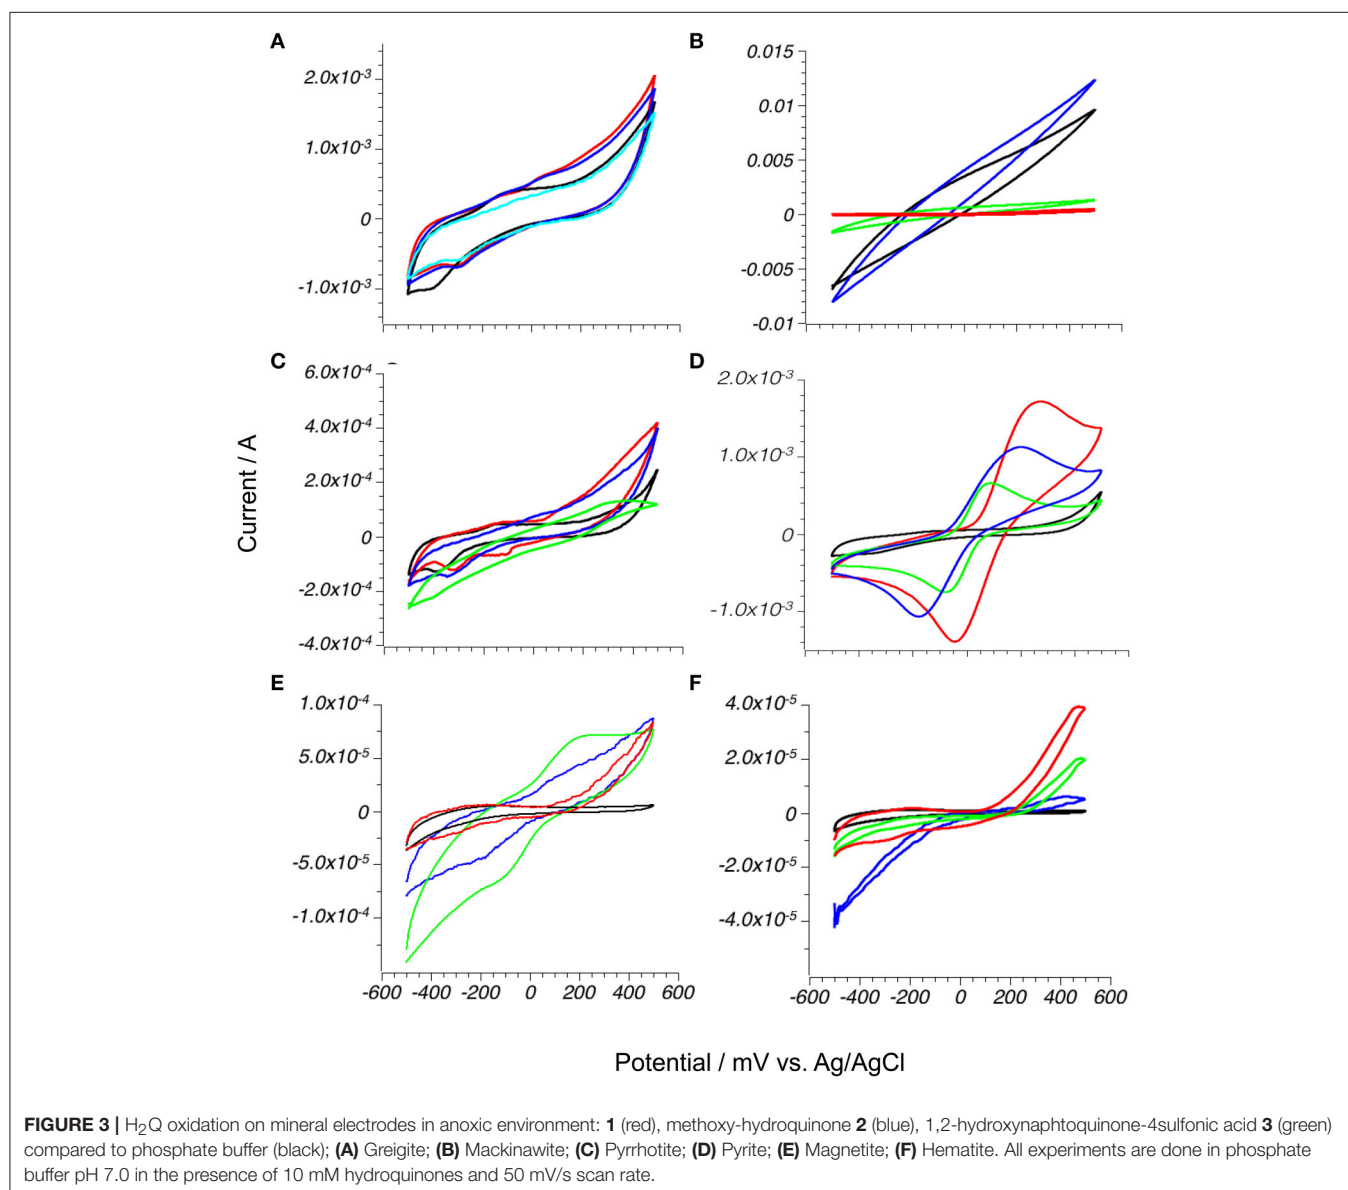 A
B
2.0x10-3
1.0x10-3
0
-1.0x10-3
0.015
0.01
0.005
0
-0.005
-0.01
C
D
6.0x10-4
4.0x10-4
2.0x10-4
0
-2.0x10-4
-4.0x10-4
2.0x10-3
1.0x10-3
0
-1.0x10-3
Current / A
E
F
1.0x10-4
5.0x10-5
0
-5.0x10-5
-1.0x10-4
4.0x10-5
2.0x10-5
0
-2.0x10-5
-4.0x10-5
-600 -400 -200 0 200 400 600
-600 -400 -200 0 200 400 600
Potential / mV vs. Ag/AgCl
FIGURE 3 | H2Q oxidation on mineral electrodes in anoxic environment: 1 (red), methoxy-hydroquinone 2 (blue), 1,2-hydroxynaphtoquinone-4sulfonic acid 3 (green)
compared to phosphate buffer (black); (A) Greigite; (B) Mackinawite; (C) Pyrrhotite; (D) Pyrite; (E) Magnetite; (F) Hematite. All experiments are done in phosphate
buffer pH 7.0 in the presence of 10 mM hydroquinones and 50 mV/s scan rate.